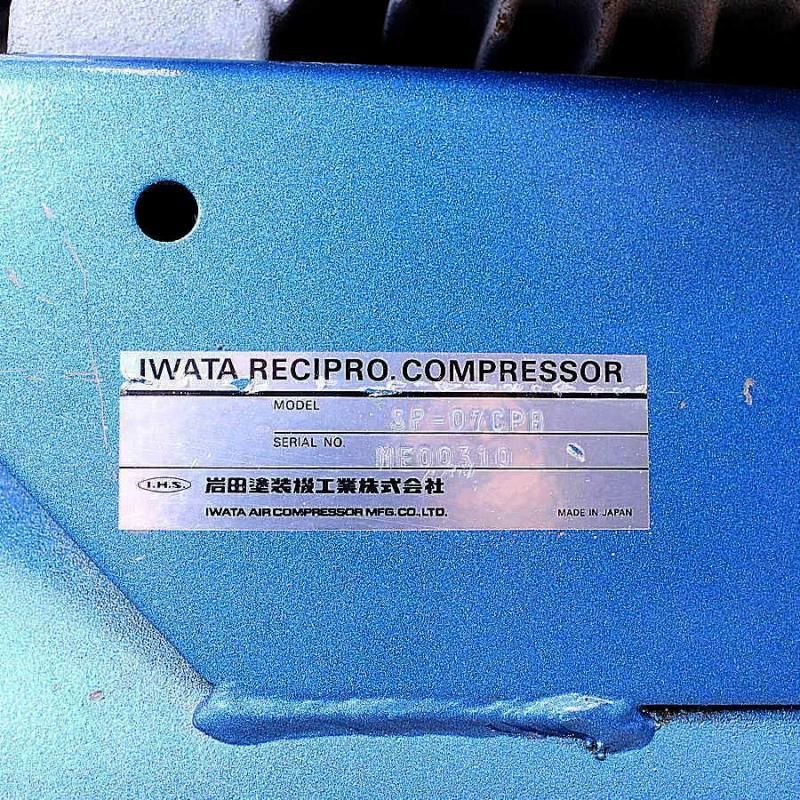 IWATA RECIPRO. COMPRESSOR
MODEL SP-07CPB
SERIAL NO. ME00310
I.H.S. 岩田塗装機工業株式会社
IWATA AIR COMPRESSOR MFG. CO., LTD. MADE IN JAPAN